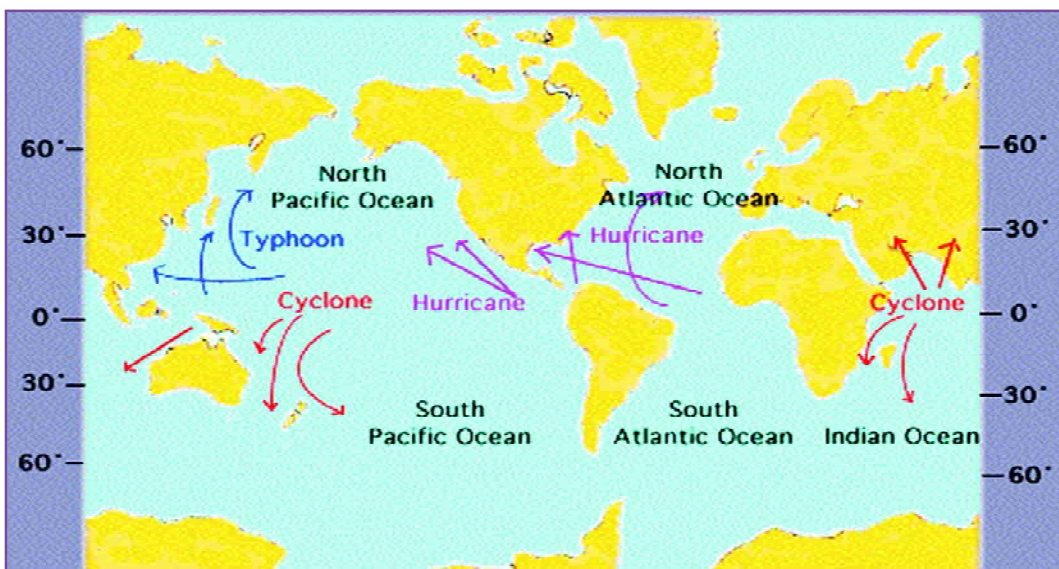 60°
30°
0°
30°
60°
North
Pacific Ocean
Typhoon
Cyclone
Hurricane
South
Pacific Ocean
North
Atlantic Ocean
Hurricane
South
Atlantic Ocean
Cyclone
Indian Ocean
60°
30°
0°
30°
60°